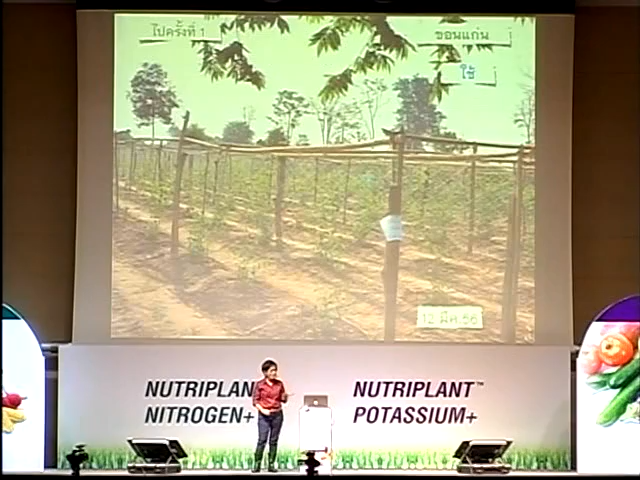 ไปครั้งที่ 1
ขอนแก่น
ใช้
12 มีค.56
NUTRIPLAN
NITROGEN+
NUTRIPLANT™
POTASSIUM+